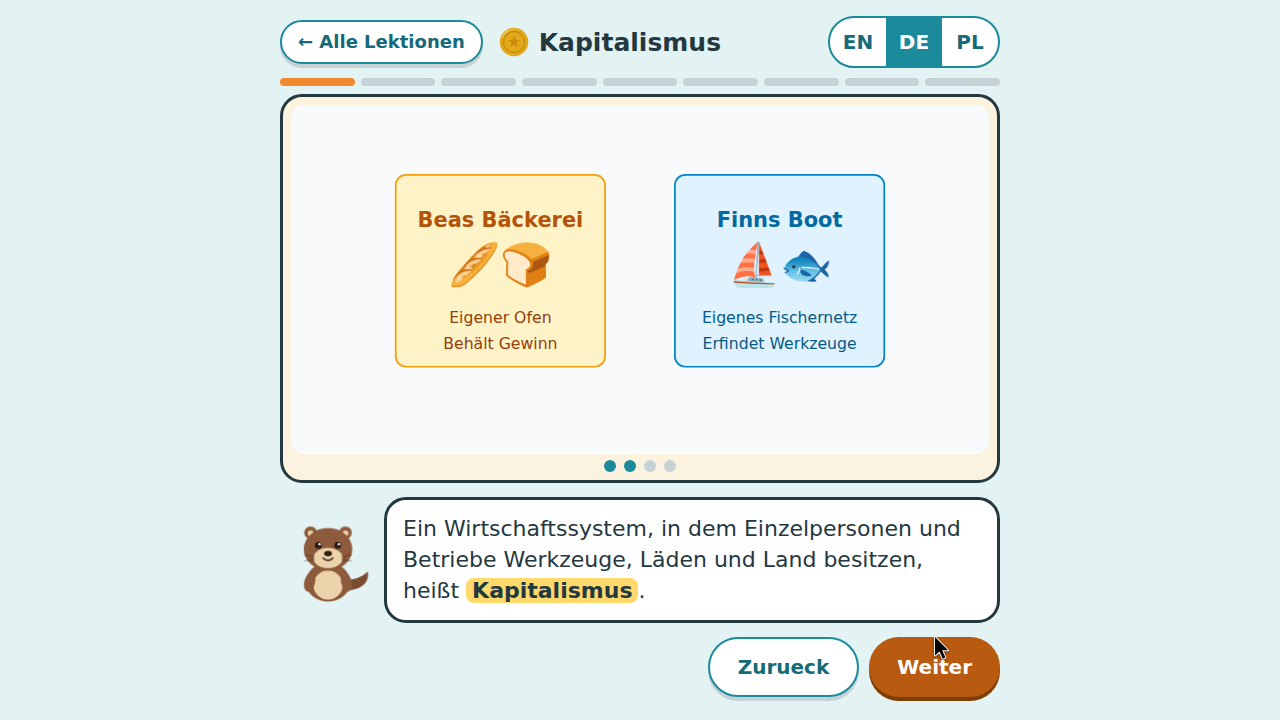 ← Alle Lektionen
Kapitalismus
EN DE PL
Beas Bäckerei
Eigener Ofen
Behält Gewinn
Finns Boot
Eigenes Fischernetz
Erfindet Werkzeuge
Ein Wirtschaftssystem, in dem Einzelpersonen und
Betriebe Werkzeuge, Läden und Land besitzen,
heißt Kapitalismus.
Zurueck
Weiter